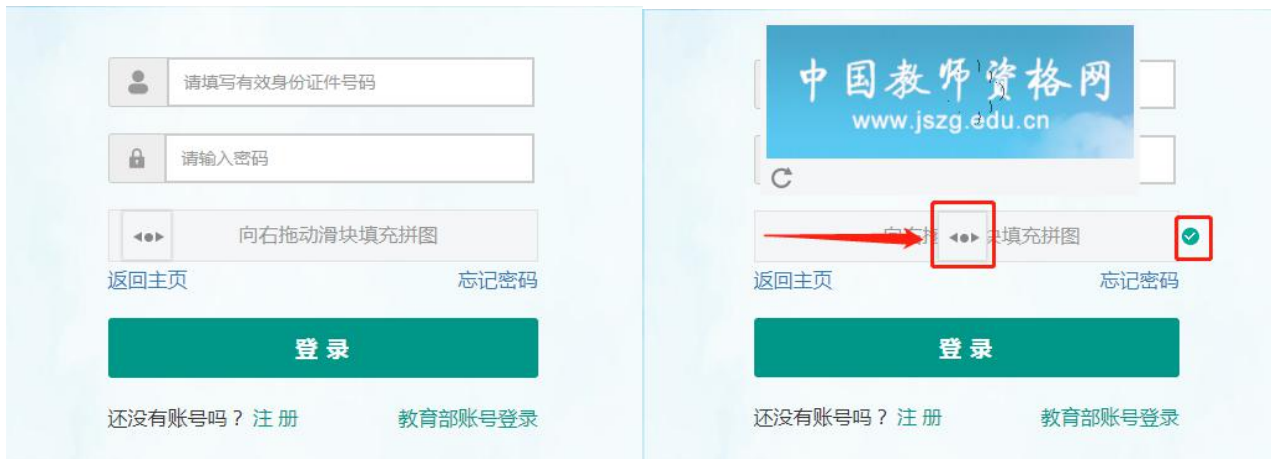 请填写有效身份证件号码
请输入密码
向右拖动滑块填充拼图
返回主页 忘记密码
登 录
还没有账号吗？ 注 册 教育部账号登录
中国教师资格网
www.jszg.edu.cn
块填充拼图
返回主页 忘记密码
登 录
还没有账号吗？ 注 册 教育部账号登录